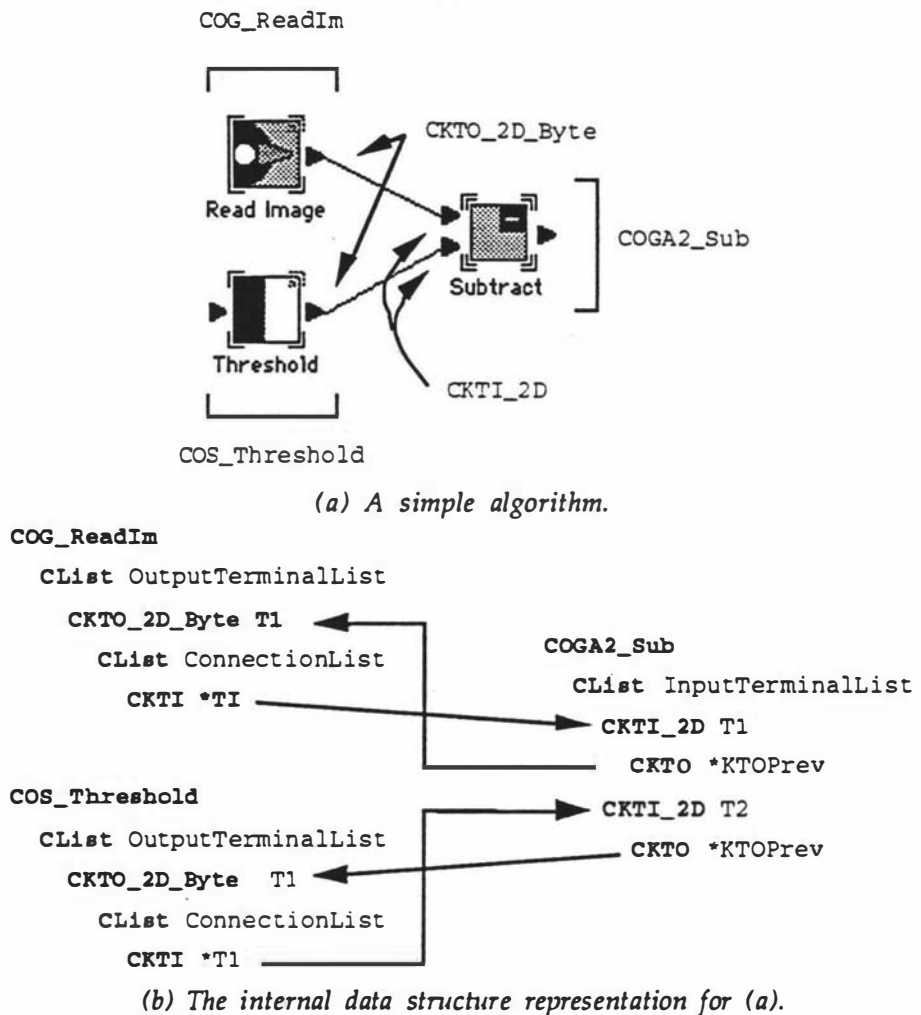 COG_ReadIm
CKTO_2D_Byte
Read Image
COGA2_Sub
Subtract
Threshold
CKTI_2D
COS_Threshold
(a) A simple algorithm.
COG_ReadIm
CList OutputTerminalList
CKTO_2D_Byte T1
CList ConnectionList
CKTI *TI
COGA2_Sub
CList InputTerminalList
CKTI_2D T1
CKTO *KTOPrev
COS_Threshold
CList OutputTerminalList
CKTO_2D_Byte T1
CList ConnectionList
CKTI *T1
CKTI_2D T2
CKTO *KTOPrev
(b) The internal data structure representation for (a).